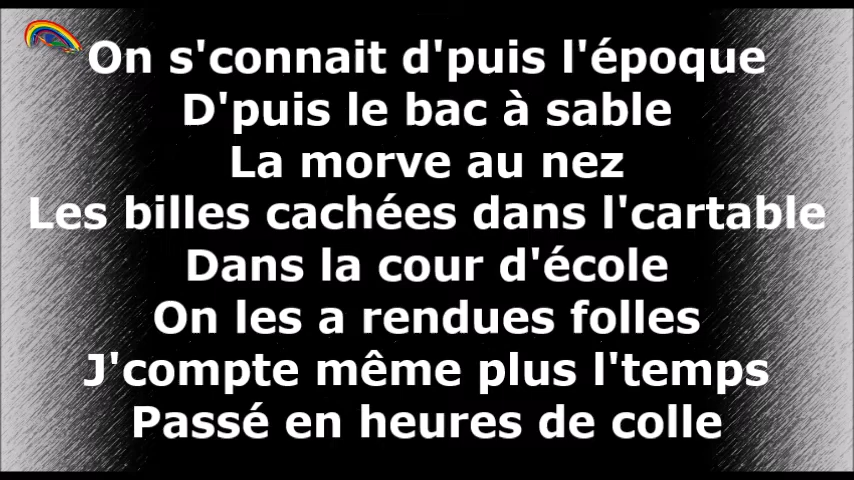 On s'connait d'puis l'époque
D'puis le bac à sable
La morve au nez
Les billes cachées dans l'cartable
Dans la cour d'école
On les a rendues folles
J'compte même plus l'temps
Passé en heures de colle